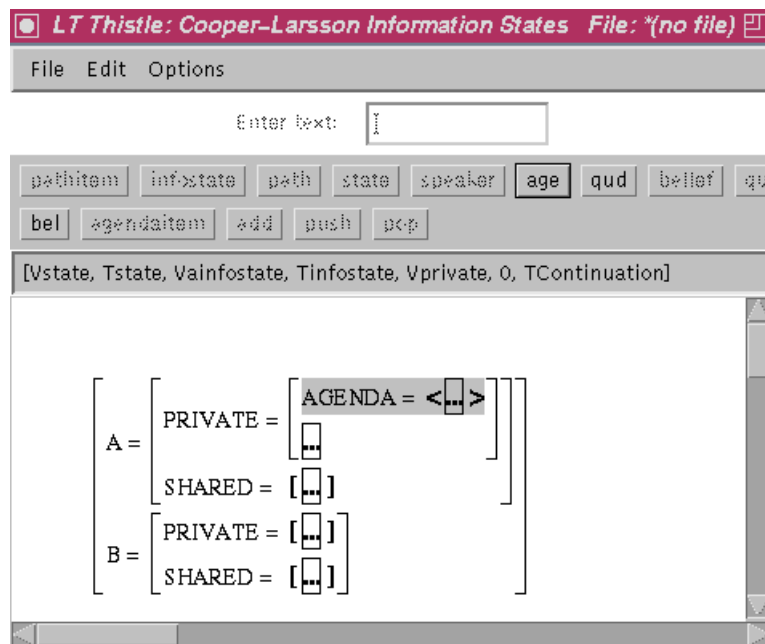 LT Thistle: Cooper–Larsson Information States File: *(no file)
File Edit Options
Enter text:
pathitem infostate path state speaker age qud belief qu
bel agendaitem add push pop
[Vstate, Tstate, Vainfostate, Tinfostate, Vprivate, 0, TContinuation]
AGENDA = <...>
PRIVATE =
A =
...
SHARED = [...]
PRIVATE = [...]
B =
SHARED = [...]